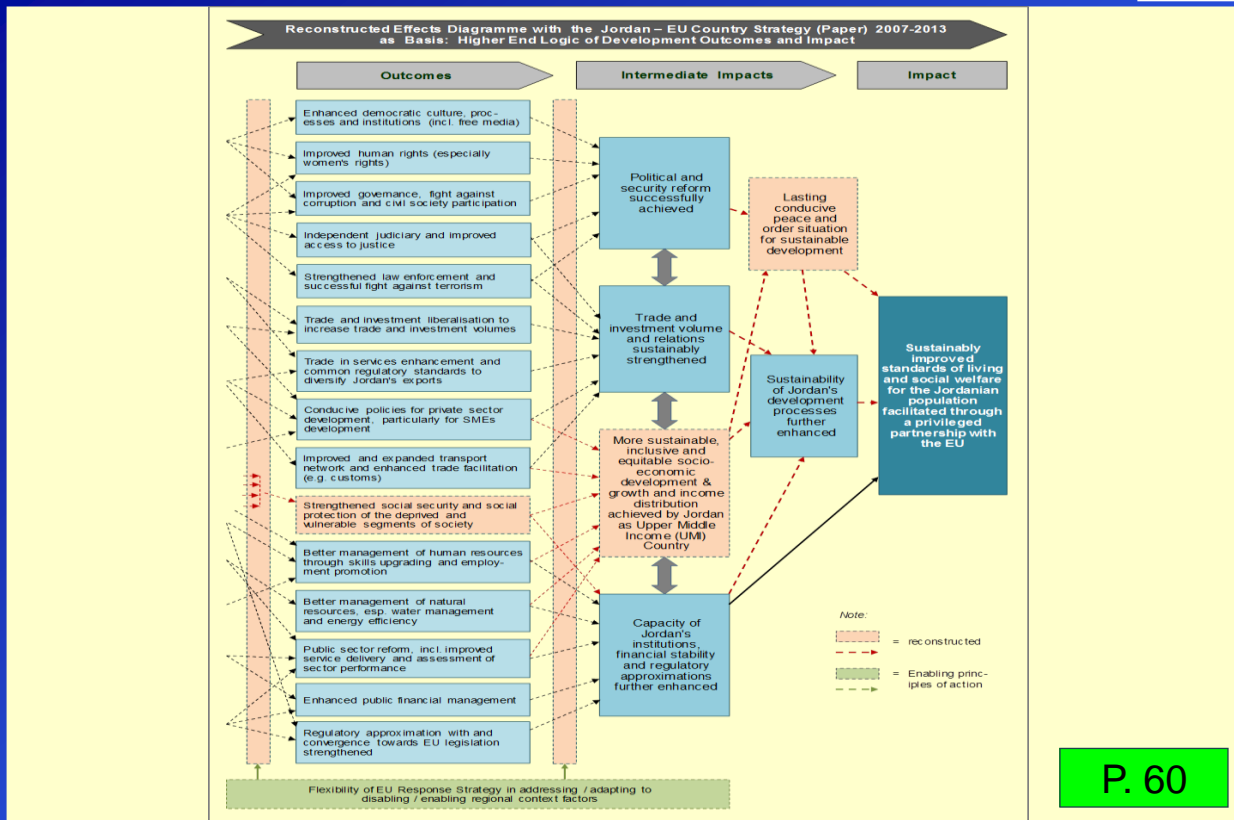 Reconstructed Effects Diagramme with the Jordan – EU Country Strategy (Paper) 2007-2013
as Basis: Higher End Logic of Development Outcomes and Impact
Outcomes
Intermediate Impacts
Impact
Enhanced democratic culture, proc-
esses and institutions (incl. free media)
Improved human rights (especially
women's rights)
Improved governance, fight against
corruption and civil society participation
Independent judiciary and improved
access to justice
Strengthened law enforcement and
successful fight against terrorism
Trade and investment liberalisation to
increase trade and investment volumes
Trade in services enhancement and
common regulatory standards to
diversify Jordan's exports
Conducive policies for private sector
development, particularly for SMEs
development
Improved and expanded transport
network and enhanced trade facilitation
(e.g. customs)
Strengthened social security and social
protection of the deprived and
vulnerable segments of society
Better management of human resources
through skills upgrading and employ-
ment promotion
Better management of natural
resources, esp. water management
and energy efficiency
Public sector reform, incl. improved
service delivery and assessment of
sector performance
Enhanced public financial management
Regulatory approximation with and
convergence towards EU legislation
strengthened
Political and
security reform
successfully
achieved
Trade and
investment volume
and relations
sustainably
strengthened
More sustainable,
inclusive and
equitable socio-
economic
development &
growth and income
distribution
achieved by Jordan
as Upper Middle
Income (UMI)
Country
Capacity of
Jordan's
institutions,
financial stability
and regulatory
approximations
further enhanced
Lasting
conducive
peace and
order situation
for sustainable
development
Sustainability
of Jordan's
development
processes
further
enhanced
Sustainably
improved
standards of living
and social welfare
for the Jordanian
population
facilitated through
a privileged
partnership with
the EU
Note:
= reconstructed
= Enabling princ-
iples of action
Flexibility of EU Response Strategy in addressing / adapting to
disabling / enabling regional context factors
P. 60